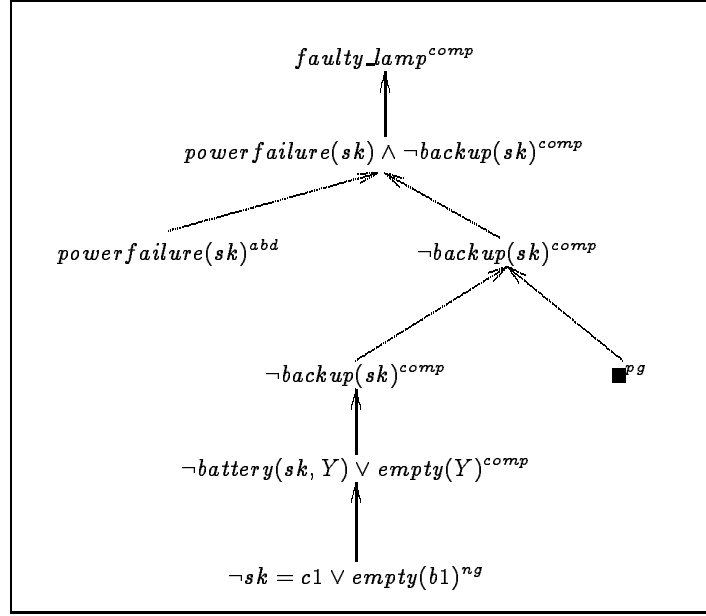 faulty_lamp^comp
powerfailure(sk) ∧ ¬backup(sk)^comp
powerfailure(sk)^abd
¬backup(sk)^comp
¬backup(sk)^comp
■^pg
¬battery(sk, Y) ∨ empty(Y)^comp
¬sk = c1 ∨ empty(b1)^ng